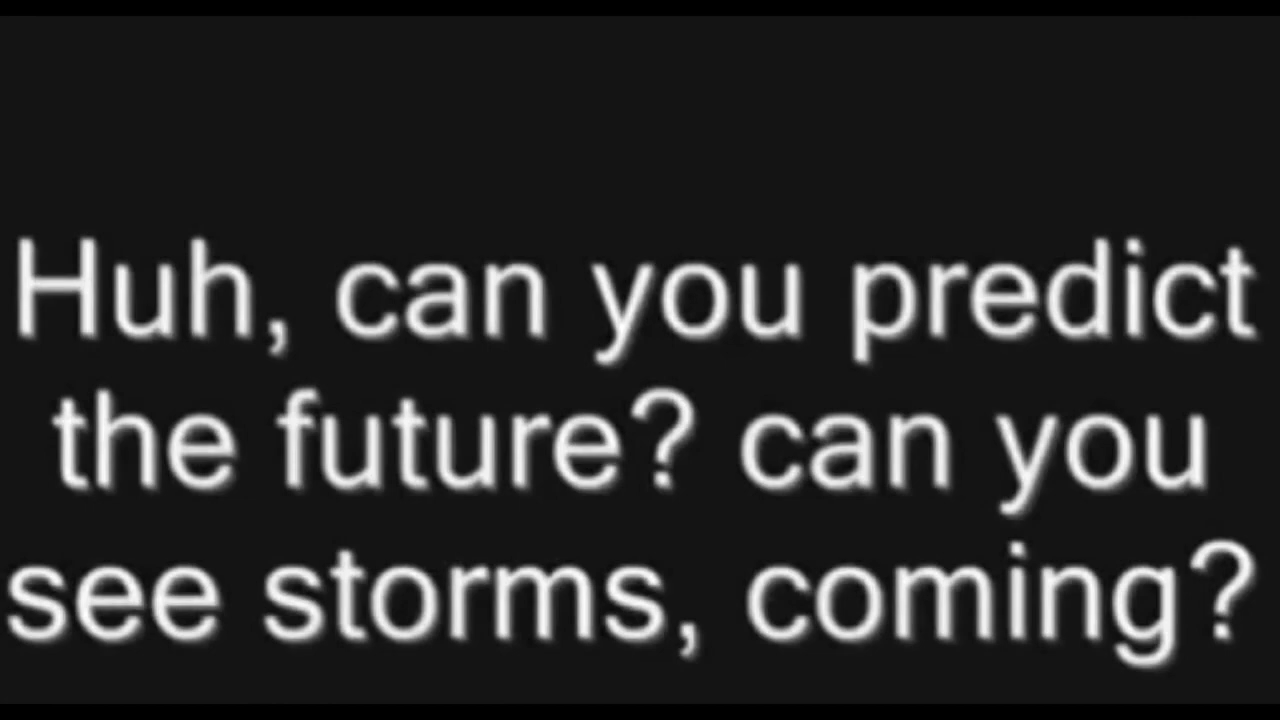 Huh, can you predict
the future? can you
see storms, coming?